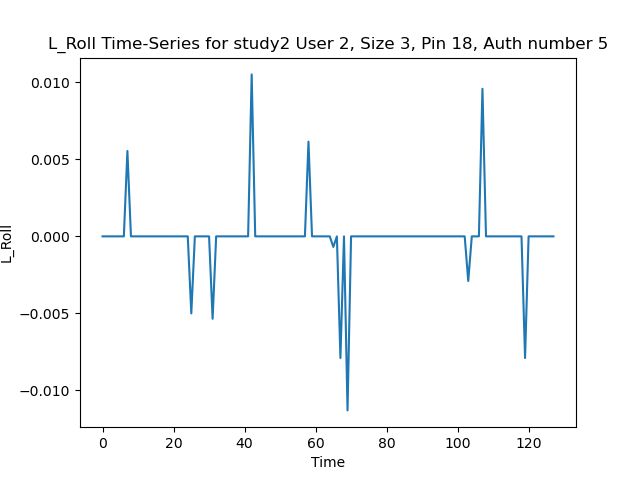 L_Roll Time-Series for study2 User 2, Size 3, Pin 18, Auth number 5
0.010
0.005
0.000
−0.005
−0.010
L_Roll
0 20 40 60 80 100 120
Time